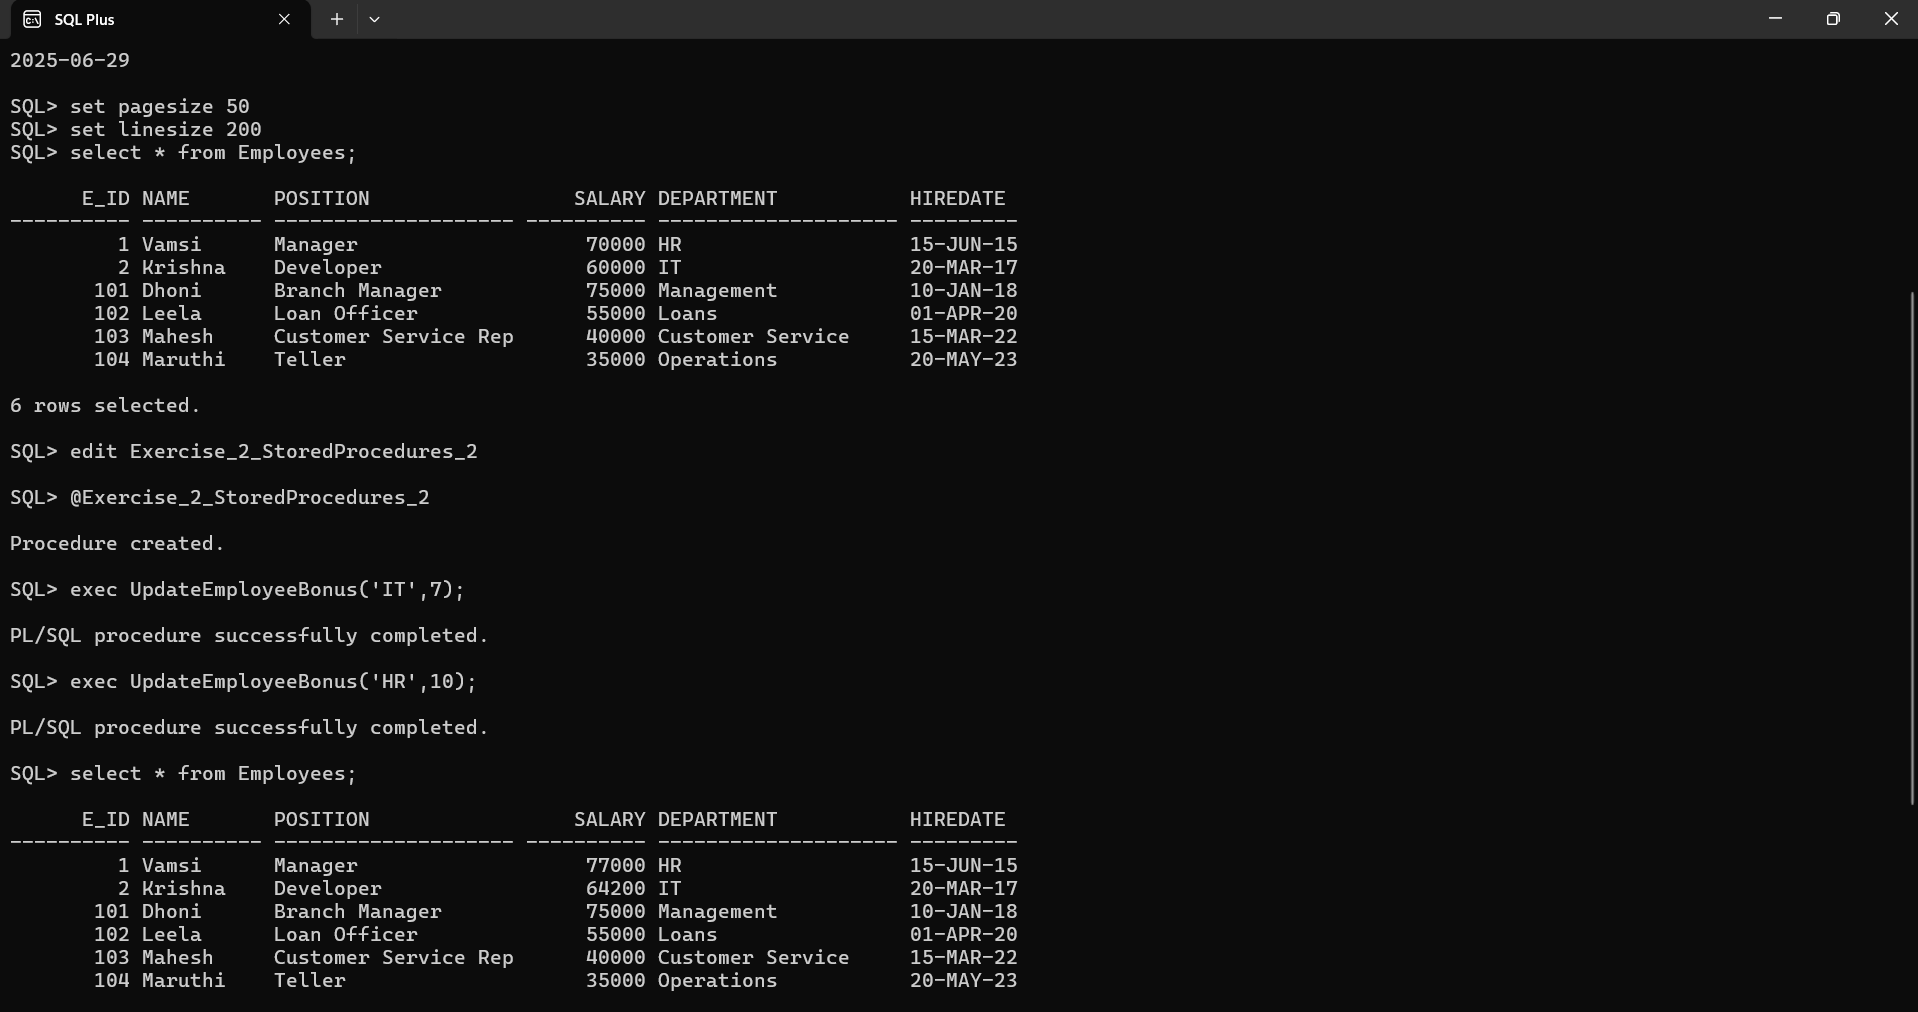 SQL Plus
2025-06-29
SQL> set pagesize 50
SQL> set linesize 200
SQL> select * from Employees;
      E_ID NAME       POSITION                 SALARY DEPARTMENT           HIREDATE
---------- ---------- -------------------- ---------- -------------------- ---------
         1 Vamsi      Manager                   70000 HR                   15-JUN-15
         2 Krishna    Developer                 60000 IT                   20-MAR-17
       101 Dhoni      Branch Manager            75000 Management           10-JAN-18
       102 Leela      Loan Officer              55000 Loans                01-APR-20
       103 Mahesh     Customer Service Rep      40000 Customer Service     15-MAR-22
       104 Maruthi    Teller                    35000 Operations           20-MAY-23
6 rows selected.
SQL> edit Exercise_2_StoredProcedures_2
SQL> @Exercise_2_StoredProcedures_2
Procedure created.
SQL> exec UpdateEmployeeBonus('IT',7);
PL/SQL procedure successfully completed.
SQL> exec UpdateEmployeeBonus('HR',10);
PL/SQL procedure successfully completed.
SQL> select * from Employees;
      E_ID NAME       POSITION                 SALARY DEPARTMENT           HIREDATE
---------- ---------- -------------------- ---------- -------------------- ---------
         1 Vamsi      Manager                   77000 HR                   15-JUN-15
         2 Krishna    Developer                 64200 IT                   20-MAR-17
       101 Dhoni      Branch Manager            75000 Management           10-JAN-18
       102 Leela      Loan Officer              55000 Loans                01-APR-20
       103 Mahesh     Customer Service Rep      40000 Customer Service     15-MAR-22
       104 Maruthi    Teller                    35000 Operations           20-MAY-23